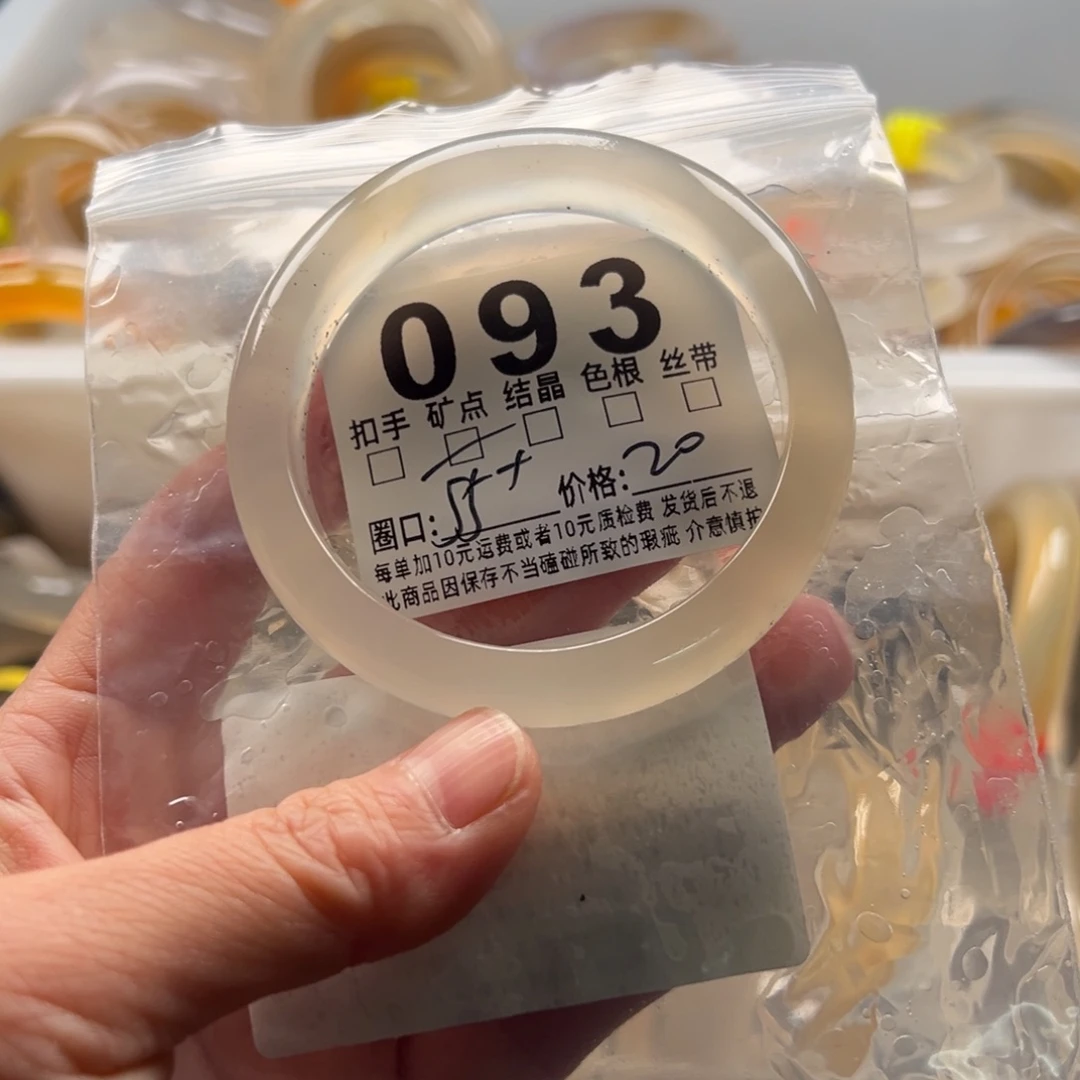 093
扣手 矿点 结晶 色根 丝带
圈口: 价格:20
每单加10元运费或者10元质检费 发货后不退
此商品因保存不当磕碰所致的瑕疵 介意慎拍